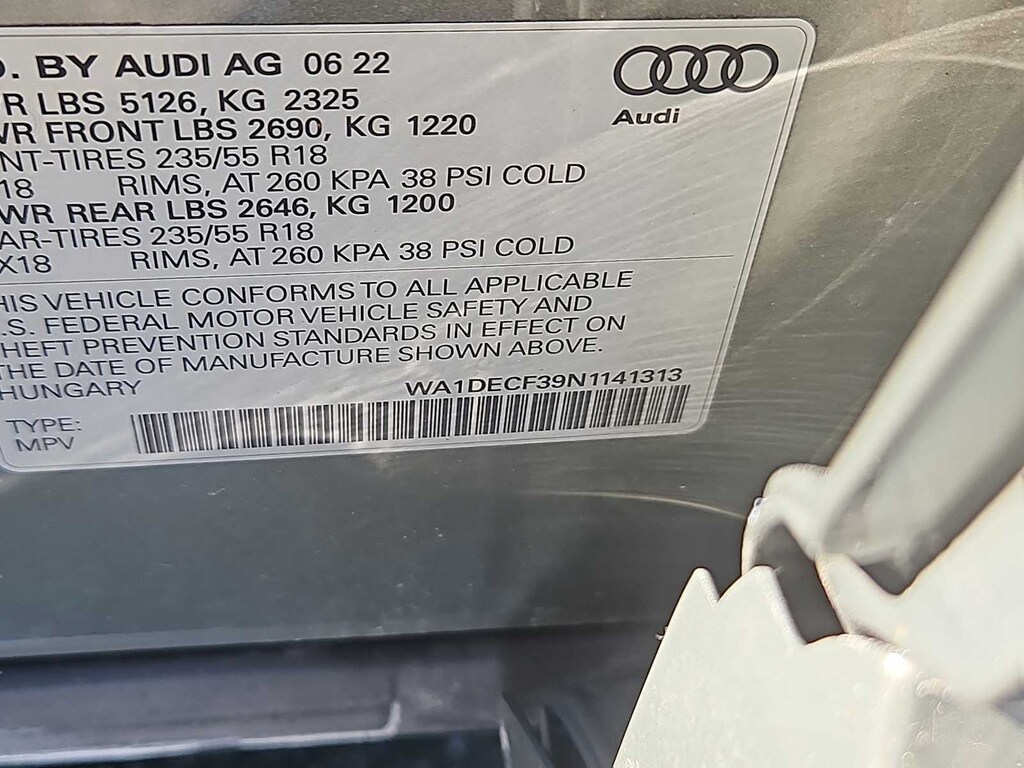 . BY AUDI AG 06 22
R LBS 5126, KG 2325
WR FRONT LBS 2690, KG 1220
NT-TIRES 235/55 R18
18 RIMS, AT 260 KPA 38 PSI COLD
WR REAR LBS 2646, KG 1200
AR-TIRES 235/55 R18
X18 RIMS, AT 260 KPA 38 PSI COLD
HIS VEHICLE CONFORMS TO ALL APPLICABLE
.S. FEDERAL MOTOR VEHICLE SAFETY AND
HEFT PREVENTION STANDARDS IN EFFECT ON
THE DATE OF MANUFACTURE SHOWN ABOVE.
HUNGARY WA1DECF39N1141313
TYPE:
MPV
Audi